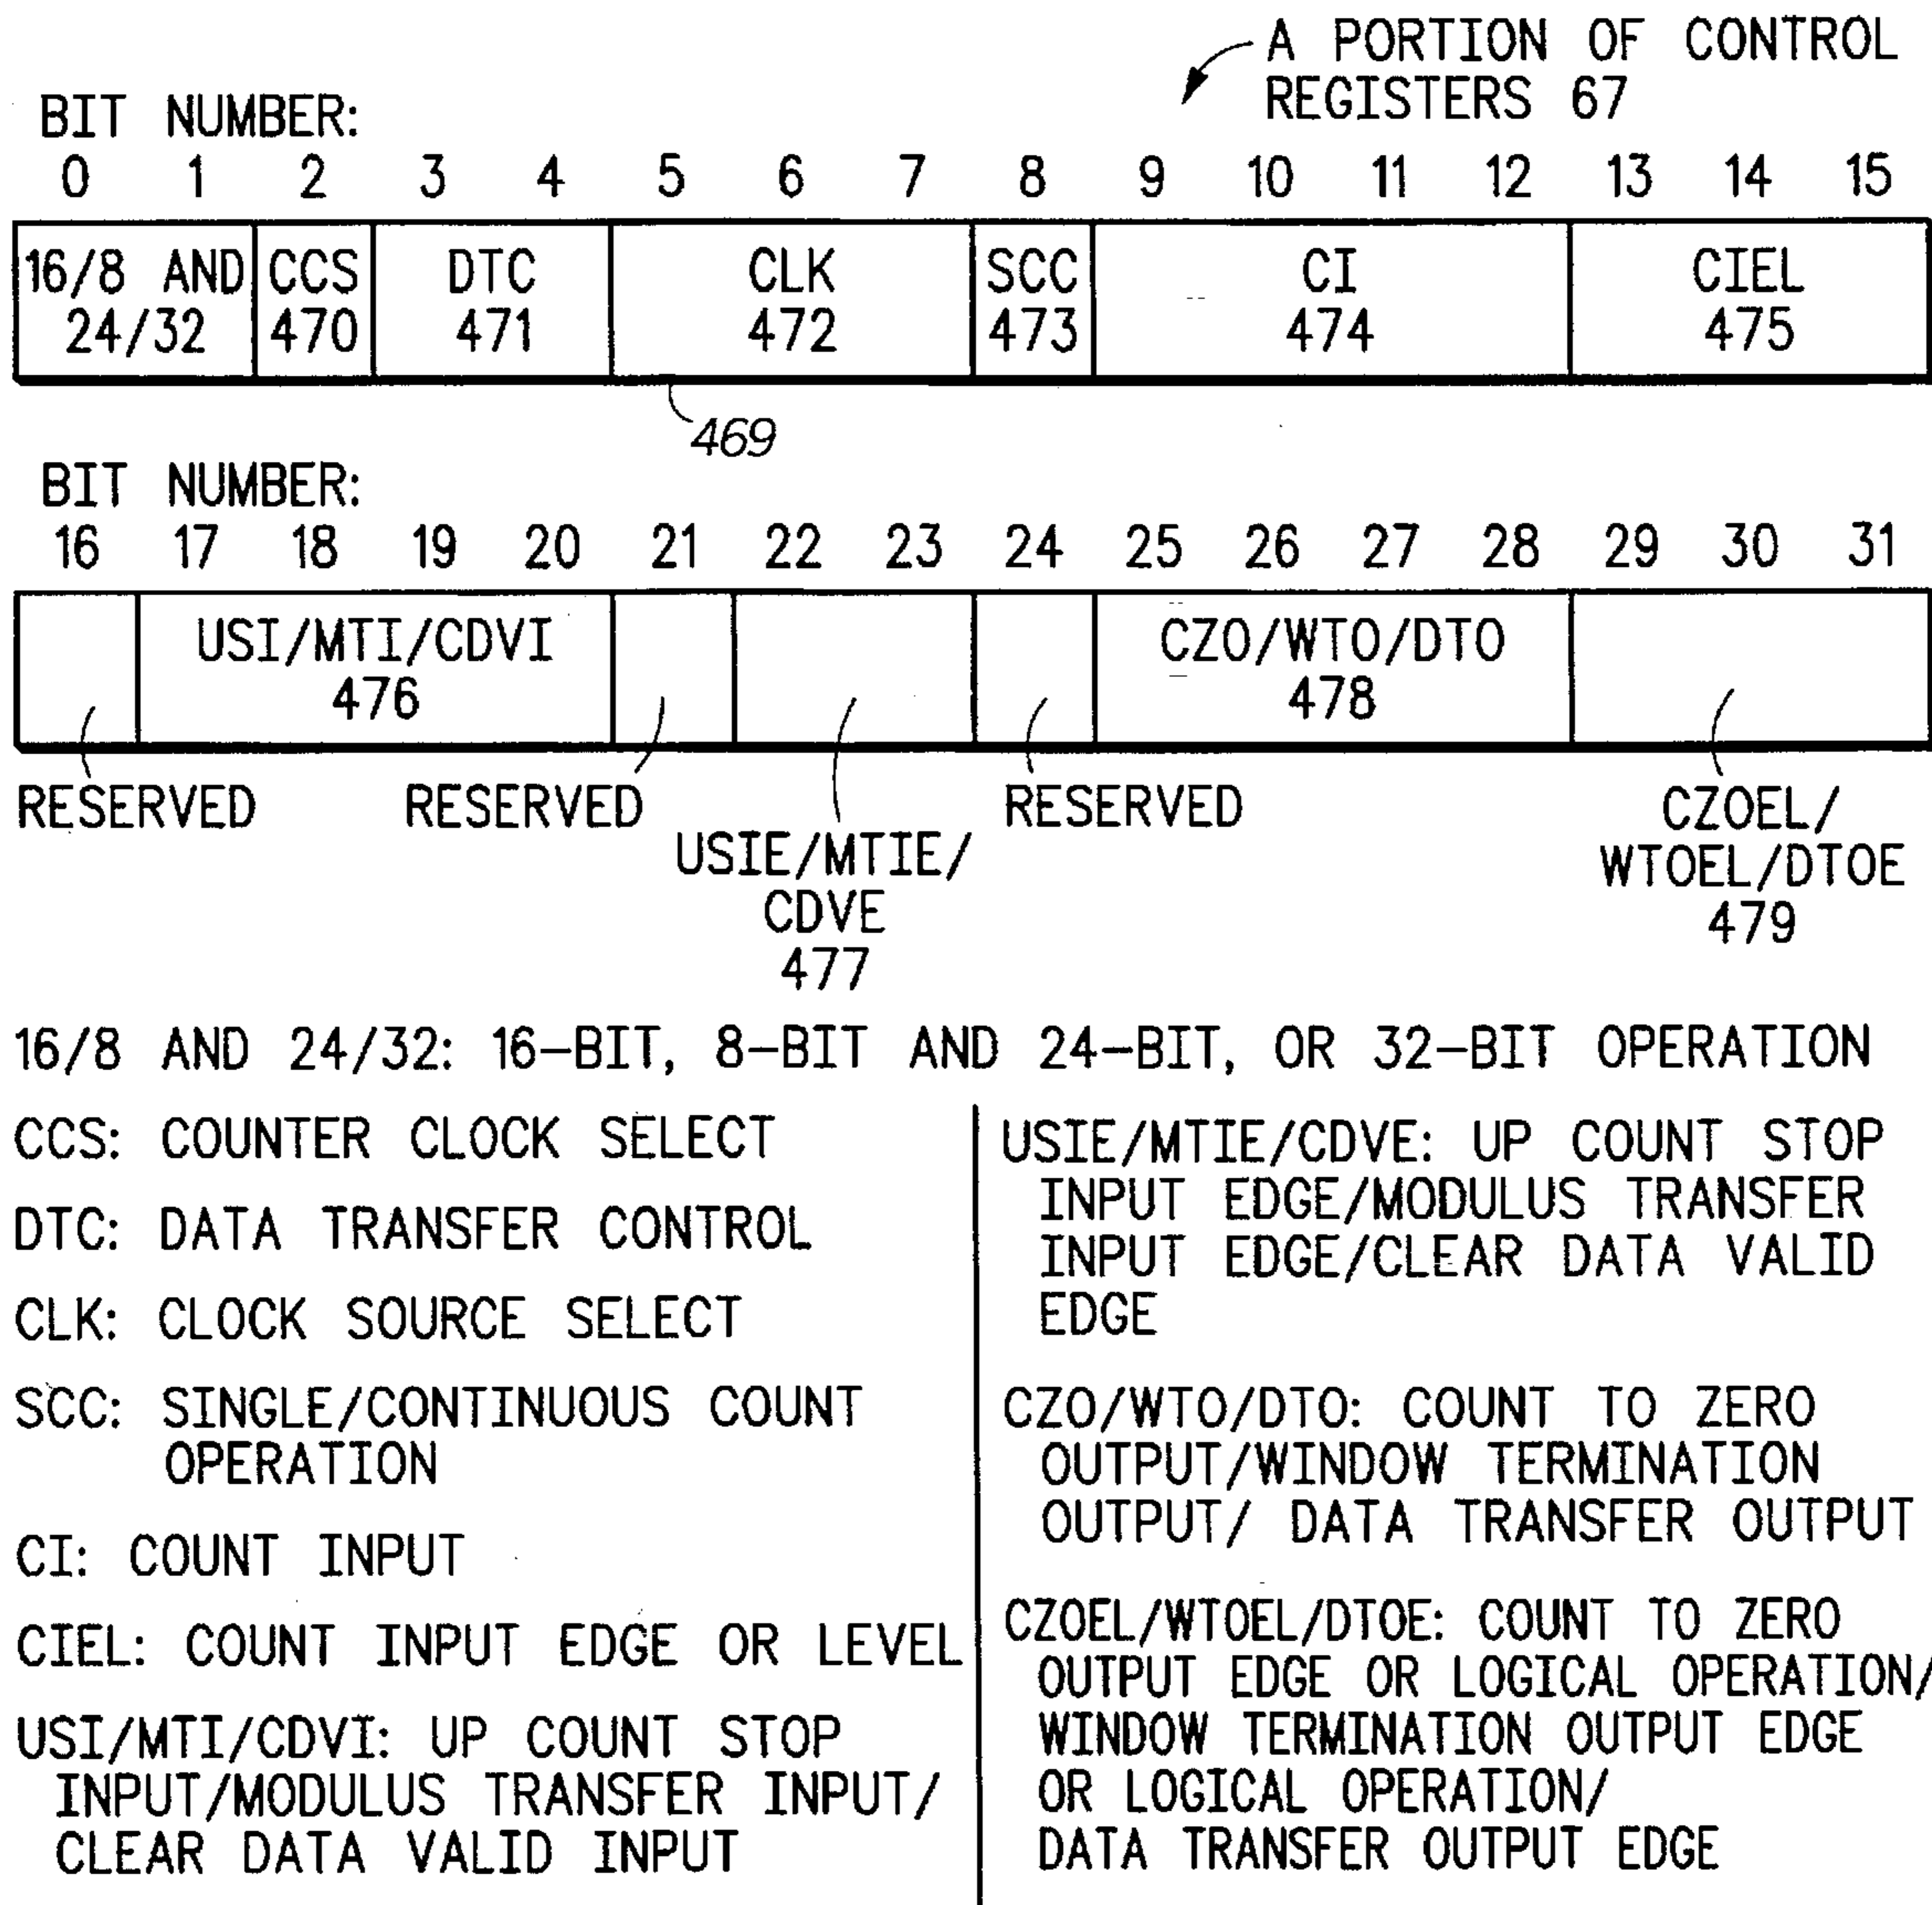 A PORTION OF CONTROL
REGISTERS 67
BIT NUMBER:
0 1 2 3 4 5 6 7 8 9 10 11 12 13 14 15
16/8 AND CCS DTC CLK SCC CI CIEL
24/32 470 471 472 473 474 475
469
BIT NUMBER:
16 17 18 19 20 21 22 23 24 25 26 27 28 29 30 31
USI/MTI/CDVI CZO/WTO/DTO
476 478
RESERVED RESERVED RESERVED
USIE/MTIE/
CDVE
477
CZOEL/
WTOEL/DTOE
479
16/8 AND 24/32: 16-BIT, 8-BIT AND 24-BIT, OR 32-BIT OPERATION
CCS: COUNTER CLOCK SELECT
DTC: DATA TRANSFER CONTROL
CLK: CLOCK SOURCE SELECT
SCC: SINGLE/CONTINUOUS COUNT
OPERATION
CI: COUNT INPUT
CIEL: COUNT INPUT EDGE OR LEVEL
USI/MTI/CDVI: UP COUNT STOP
INPUT/MODULUS TRANSFER INPUT/
CLEAR DATA VALID INPUT
USIE/MTIE/CDVE: UP COUNT STOP
INPUT EDGE/MODULUS TRANSFER
INPUT EDGE/CLEAR DATA VALID
EDGE
CZO/WTO/DTO: COUNT TO ZERO
OUTPUT/WINDOW TERMINATION
OUTPUT/ DATA TRANSFER OUTPUT
CZOEL/WTOEL/DTOE: COUNT TO ZERO
OUTPUT EDGE OR LOGICAL OPERATION/
WINDOW TERMINATION OUTPUT EDGE
OR LOGICAL OPERATION/
DATA TRANSFER OUTPUT EDGE